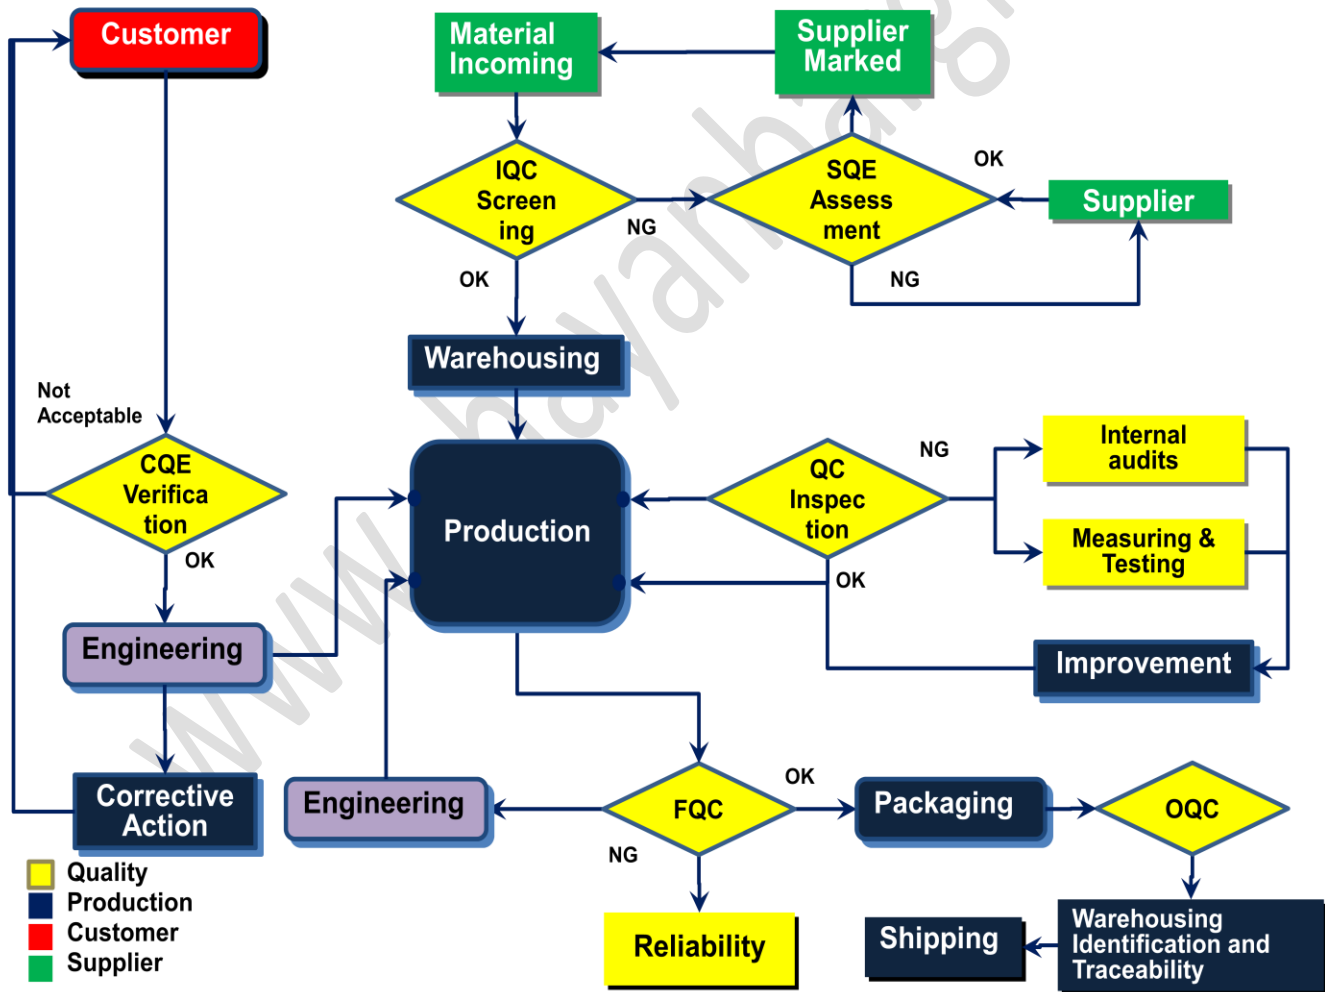 Customer
Material
Incoming
Supplier
Marked
IQC
Screen
ing
NG
SQE
Assess
ment
OK
Supplier
NG
OK
Warehousing
Not
Acceptable
CQE
Verifica
tion
OK
Production
QC
Inspec
tion
NG
OK
Internal
audits
Measuring &
Testing
Engineering
Improvement
Corrective
Action
Engineering
FQC
OK
NG
Packaging
OQC
Reliability
Shipping
Warehousing
Identification and
Traceability
Quality
Production
Customer
Supplier